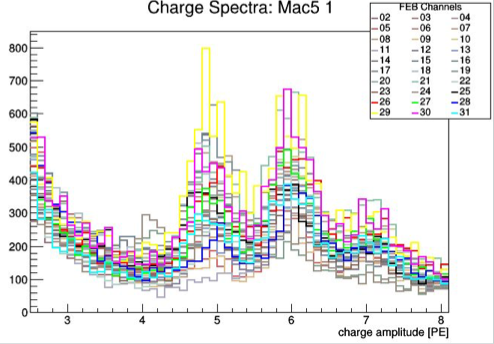 Charge Spectra: Mac5 1
FEB Channels
02 03 04
05 06 07
08 09 10
11 12 13
14 15 16
17 18 19
20 21 22
23 24 25
26 27 28
29 30 31
800
700
600
500
400
300
200
100
0
3 4 5 6 7 8
charge amplitude [PE]